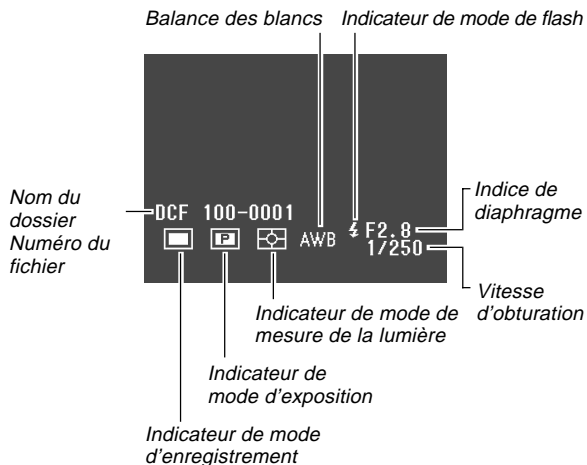 Balance des blancs
Indicateur de mode de flash
Nom du
dossier
Numéro du
fichier
DCF 100-0001
P
AWB
F2.8
1/250
Indice de
diaphragme
Vitesse
d'obturation
Indicateur de mode de
mesure de la lumière
Indicateur de
mode d'exposition
Indicateur de mode
d'enregistrement